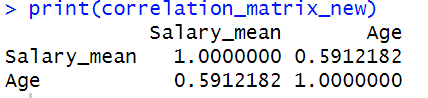 > print(correlation_matrix_new)
            Salary_mean       Age
Salary_mean   1.0000000 0.5912182
Age           0.5912182 1.0000000